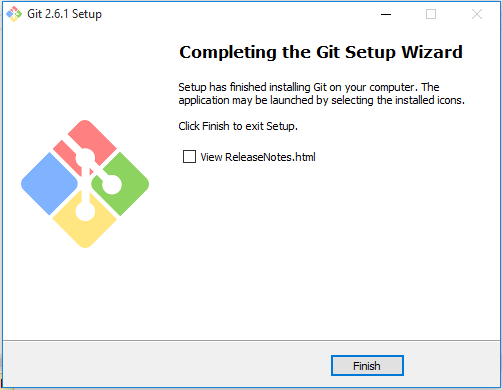 Git 2.6.1 Setup
Completing the Git Setup Wizard
Setup has finished installing Git on your computer. The
application may be launched by selecting the installed icons.
Click Finish to exit Setup.
View ReleaseNotes.html
Finish